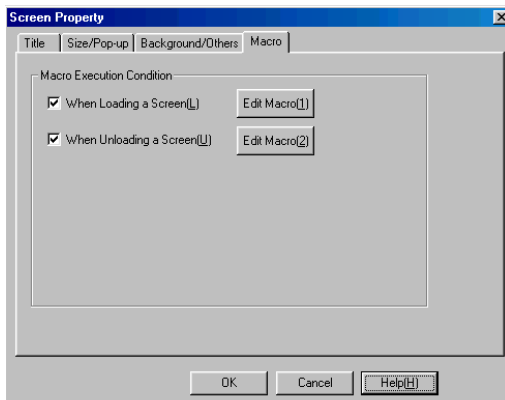 Screen Property
Title Size/Pop-up Background/Others Macro
Macro Execution Condition
When Loading a Screen(L) Edit Macro(1)
When Unloading a Screen(U) Edit Macro(2)
OK Cancel Help(H)